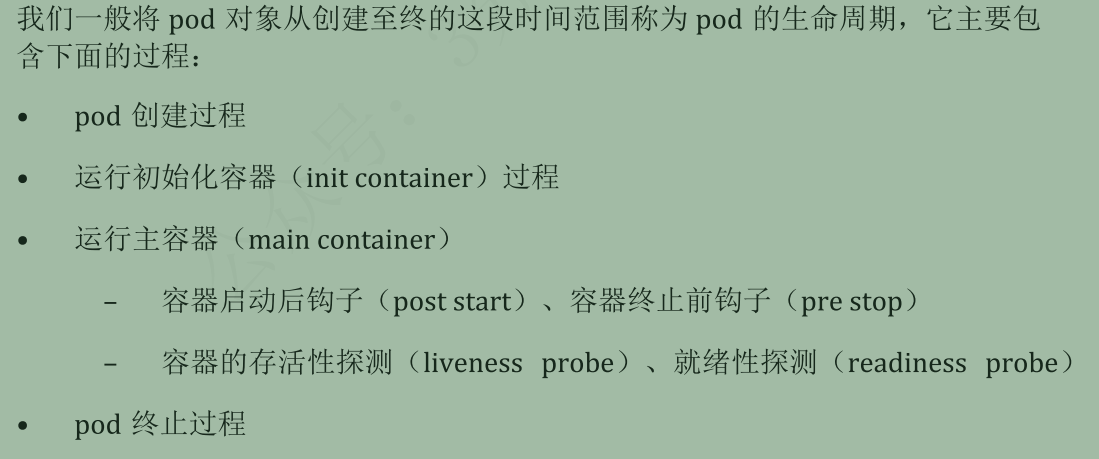 我们一般将 pod 对象从创建至终的这段时间范围称为 pod 的生命周期，它主要包
含下面的过程：
• pod 创建过程
• 运行初始化容器（init container）过程
• 运行主容器（main container）
– 容器启动后钩子（post start）、容器终止前钩子（pre stop）
– 容器的存活性探测（liveness probe）、就绪性探测（readiness probe）
• pod 终止过程
公众号：